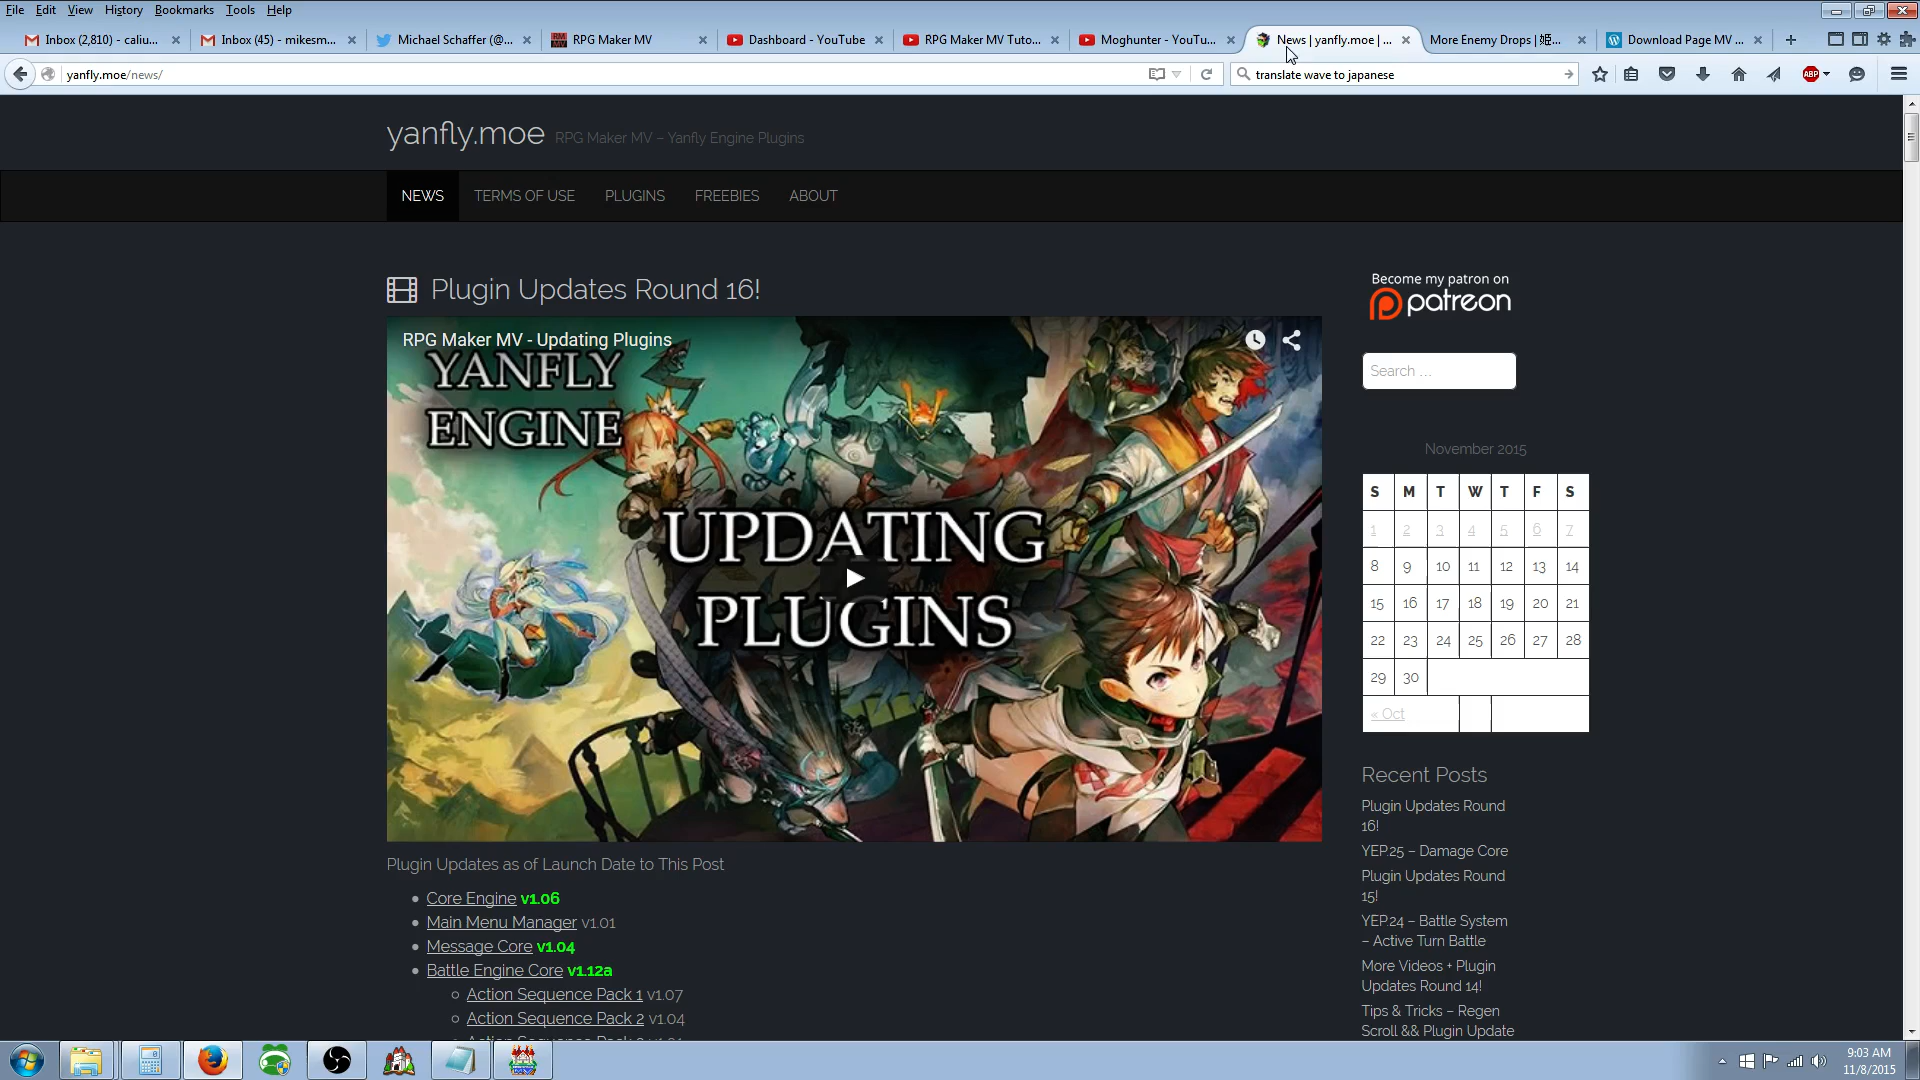 File Edit View History Bookmarks Tools Help
Inbox (2,810) - caliu...
Inbox (45) - mikesm...
Michael Schaffer (@...
RPG Maker MV
Dashboard - YouTube
RPG Maker MV Tuto...
Moghunter - YouTu...
News | yanfly.moe | ...
More Enemy Drops | 姫...
Download Page MV ...
yanfly.moe/news/
translate wave to japanese
ABP
yanfly.moe RPG Maker MV – Yanfly Engine Plugins
NEWS TERMS OF USE PLUGINS FREEBIES ABOUT
Plugin Updates Round 16!
RPG Maker MV - Updating Plugins
YANFLY
ENGINE
UPDATING
PLUGINS
Plugin Updates as of Launch Date to This Post
Core Engine v1.06
Main Menu Manager v1.01
Message Core v1.04
Battle Engine Core v1.12a
Action Sequence Pack 1 v1.07
Action Sequence Pack 2 v1.04
Become my patron on
patreon
Search ...
November 2015
S M T W T F S
1 2 3 4 5 6 7
8 9 10 11 12 13 14
15 16 17 18 19 20 21
22 23 24 25 26 27 28
29 30
« Oct
Recent Posts
Plugin Updates Round
16!
YEP.25 – Damage Core
Plugin Updates Round
15!
YEP.24 – Battle System
– Active Turn Battle
More Videos + Plugin
Updates Round 14!
Tips & Tricks – Regen
Scroll && Plugin Update
9:03 AM
11/8/2015